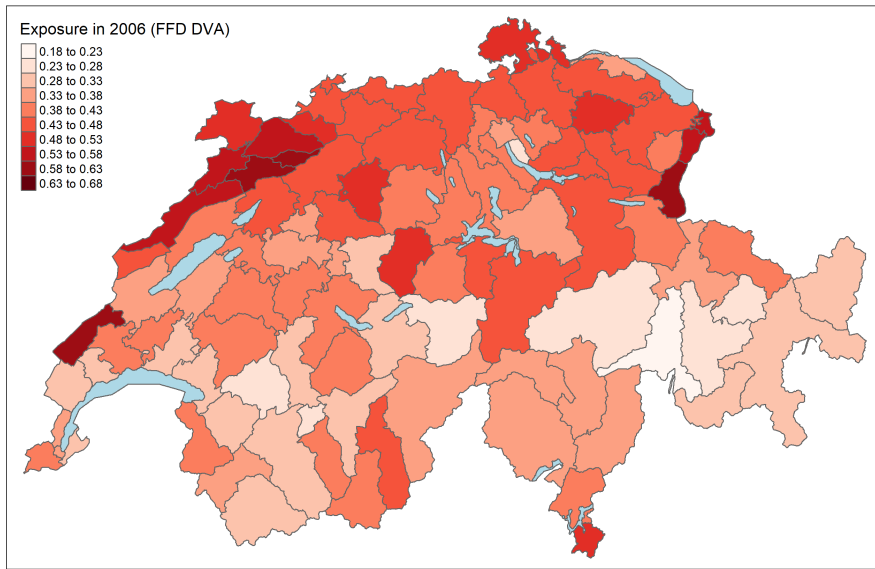 Exposure in 2006 (FFD DVA)
0.18 to 0.23
0.23 to 0.28
0.28 to 0.33
0.33 to 0.38
0.38 to 0.43
0.43 to 0.48
0.48 to 0.53
0.53 to 0.58
0.58 to 0.63
0.63 to 0.68